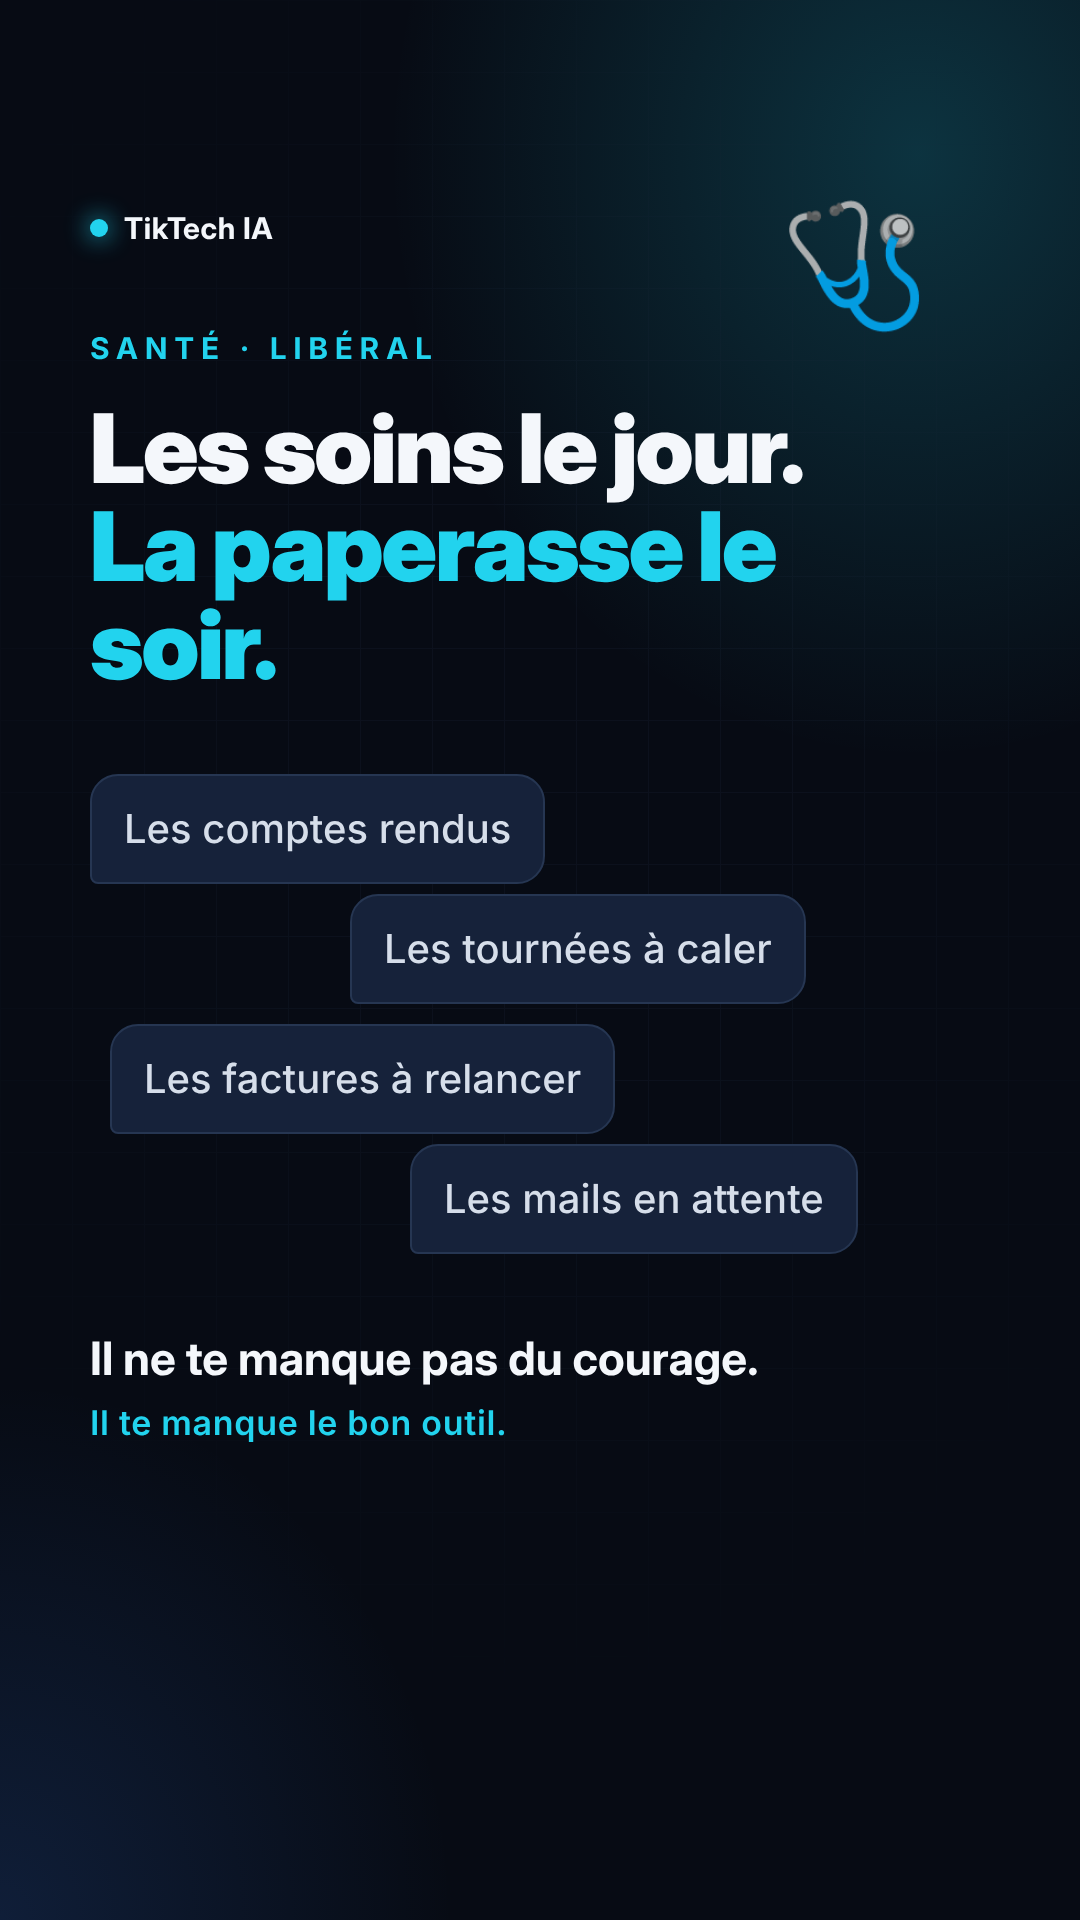 TikTech IA
SANTÉ · LIBÉRAL
Les soins le jour.
La paperasse le
soir.
Les comptes rendus
Les tournées à caler
Les factures à relancer
Les mails en attente
Il ne te manque pas du courage.
Il te manque le bon outil.